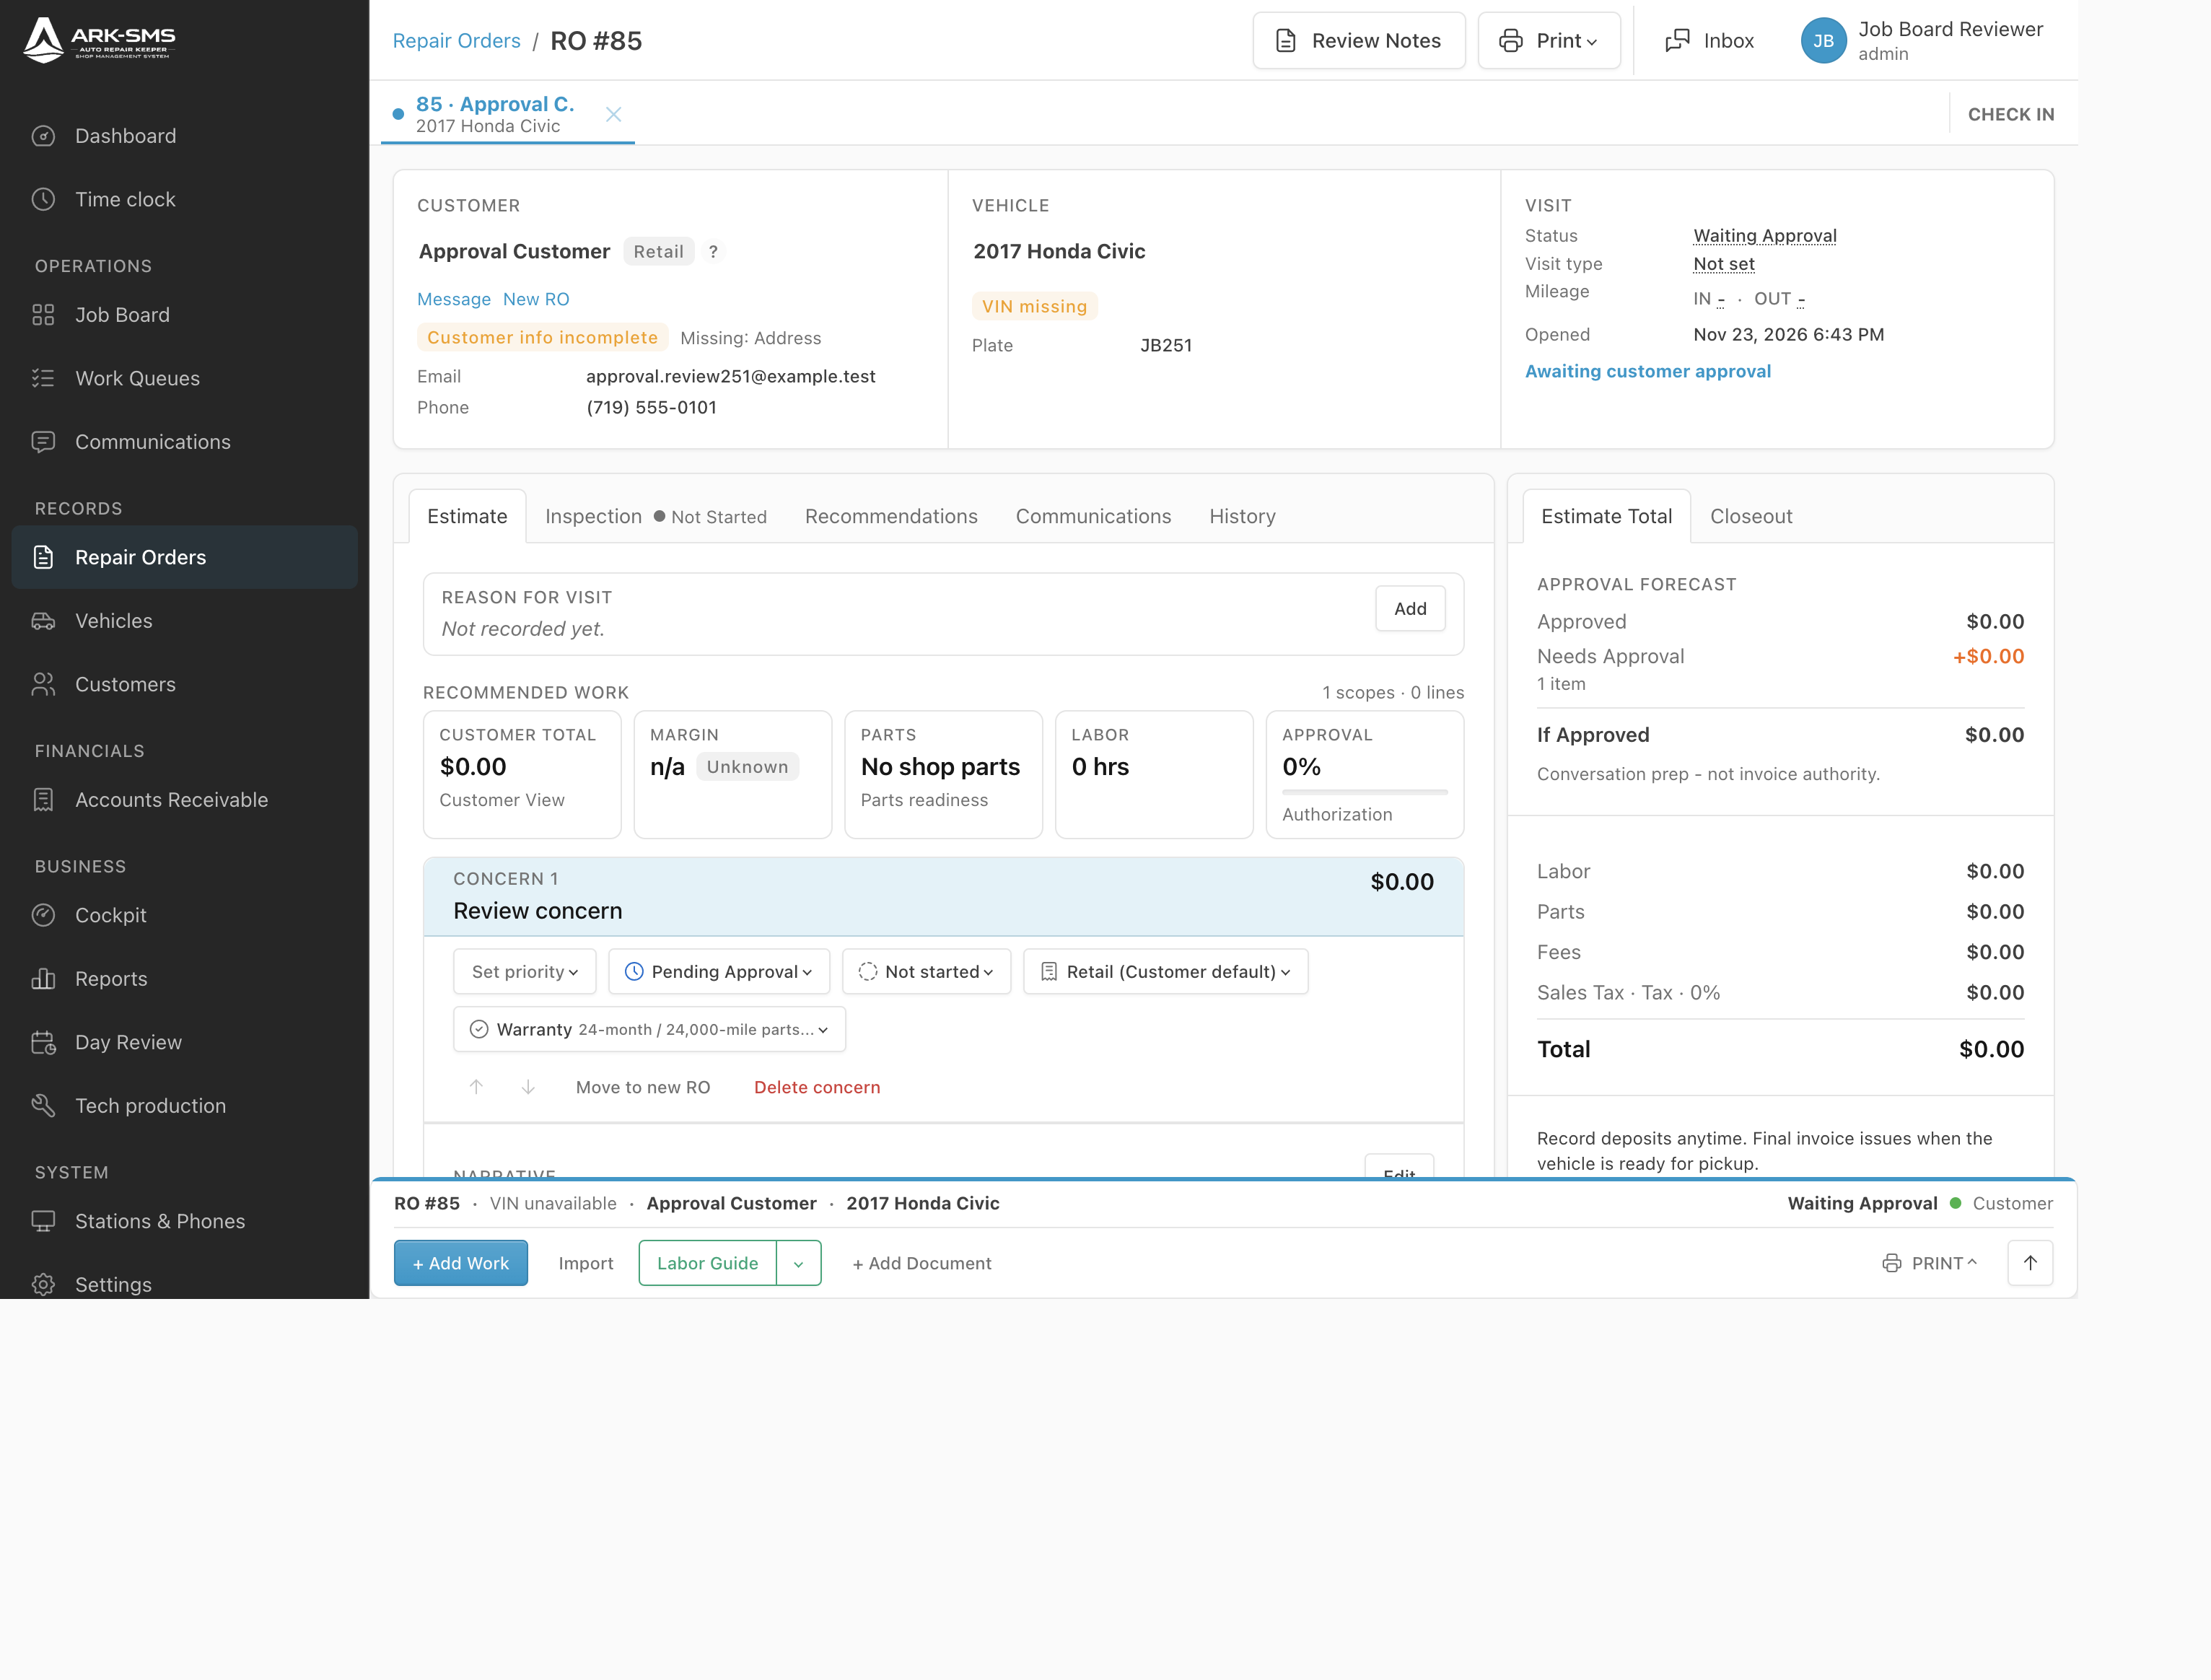 ARK-SMS
AUTO REPAIR KEEPER
SHOP MANAGEMENT SYSTEM
Dashboard
Time clock
OPERATIONS
Job Board
Work Queues
Communications
RECORDS
Repair Orders
Vehicles
Customers
FINANCIALS
Accounts Receivable
BUSINESS
Cockpit
Reports
Day Review
Tech production
SYSTEM
Stations & Phones
Settings
Repair Orders / RO #85
Review Notes
Print
Inbox
JB
Job Board Reviewer
admin
85 · Approval C.
2017 Honda Civic
CHECK IN
CUSTOMER
Approval Customer Retail ?
Message New RO
Customer info incomplete Missing: Address
Email approval.review251@example.test
Phone (719) 555-0101
VEHICLE
2017 Honda Civic
VIN missing
Plate JB251
VISIT
Status Waiting Approval
Visit type Not set
Mileage IN - · OUT -
Opened Nov 23, 2026 6:43 PM
Awaiting customer approval
Estimate Inspection Not Started Recommendations Communications History
REASON FOR VISIT
Not recorded yet.
Add
RECOMMENDED WORK 1 scopes · 0 lines
CUSTOMER TOTAL
$0.00
Customer View
MARGIN
n/a Unknown
PARTS
No shop parts
Parts readiness
LABOR
0 hrs
APPROVAL
0%
Authorization
CONCERN 1
Review concern
$0.00
Set priority Pending Approval Not started Retail (Customer default)
Warranty 24-month / 24,000-mile parts...
Move to new RO Delete concern
NARRATIVE Edit
Estimate Total Closeout
APPROVAL FORECAST
Approved $0.00
Needs Approval +$0.00
1 item
If Approved $0.00
Conversation prep - not invoice authority.
Labor $0.00
Parts $0.00
Fees $0.00
Sales Tax · Tax · 0% $0.00
Total $0.00
Record deposits anytime. Final invoice issues when the
vehicle is ready for pickup.
RO #85 · VIN unavailable · Approval Customer · 2017 Honda Civic
Waiting Approval Customer
+ Add Work Import Labor Guide + Add Document
PRINT